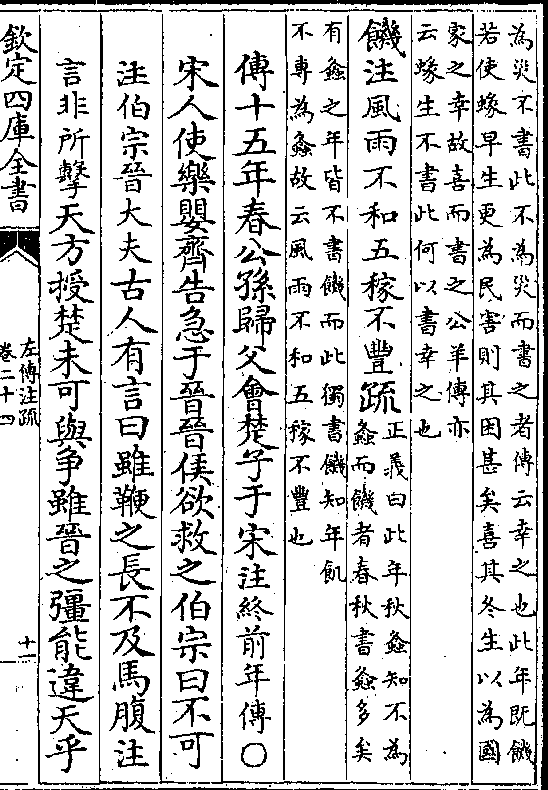 為災不書此不為災而書之者傳云幸之也此年既饑
若使蝝早生更為民害則其困甚矣喜其冬生以為國
家之幸故喜而書之公羊傳亦
云蝝生不書此何以書幸之也
饑注風雨不和五稼不豐疏
正義曰此年秋螽知不為
螽而饑者春秋書螽多矣
有螽之年皆不書饑而此獨書饑知年飢
不專為螽故云風雨不和五稼不豐也
傳十五年春公孫歸父會楚子于宋注終前年傳〇
宋人使樂嬰齊告急于晉晉侯欲救之伯宗曰不可
注伯宗晉大夫古人有言曰雖鞭之長不及馬腹注
言非所擊天方授楚未可與争雖晉之彊能違天乎
欽定四庫全書
左傳注疏
卷二十四
十一